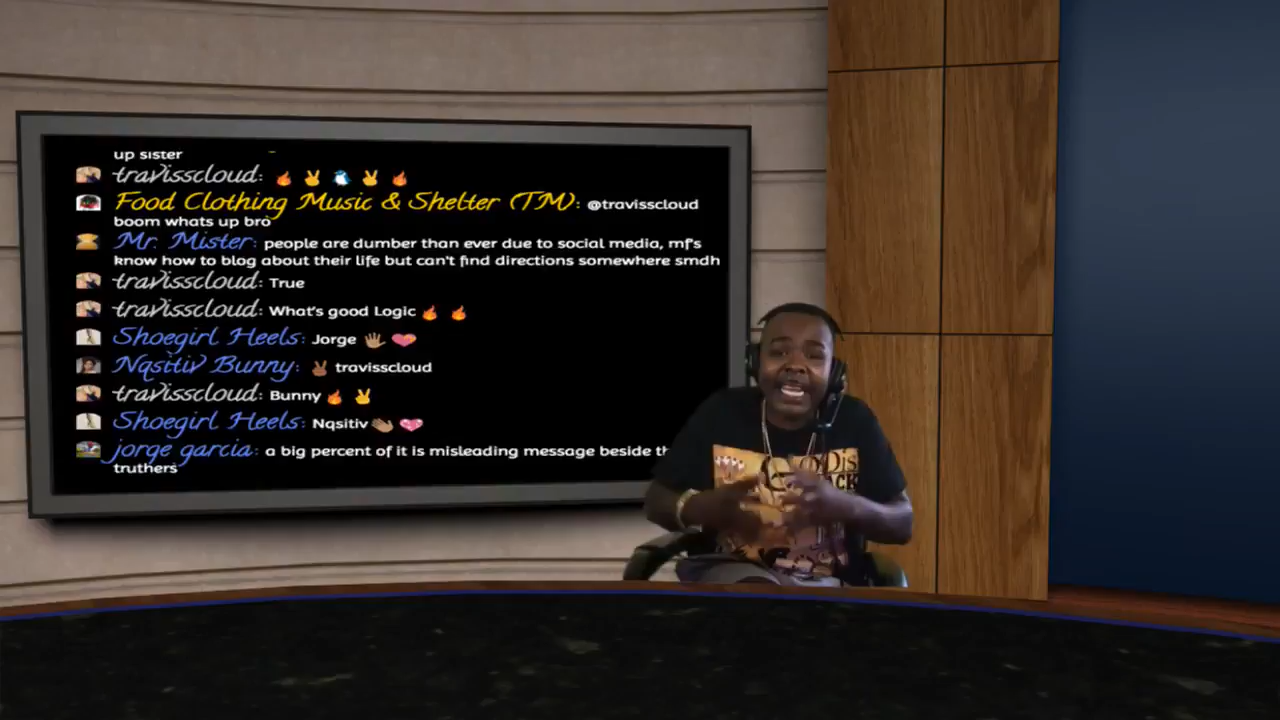 up sister
travisscloud: 🔥 ✌️ 🐧 ✌️ 🔥
Food Clothing Music & Shelter (TM): @travisscloud
boom whats up bro
Mr. Mister: people are dumber than ever due to social media, mf's
know how to blog about their life but can't find directions somewhere smdh
travisscloud: True
travisscloud: What's good Logic 🔥 🔥
Shoegirl Heels: Jorge 🖐🏽 💖
Nqsitiv Bunny: ✌🏾 travisscloud
travisscloud: Bunny 🔥 ✌️
Shoegirl Heels: Nqsitiv 👋🏽 💖
jorge garcia: a big percent of it is misleading message beside th
truthers
Dis
ACK